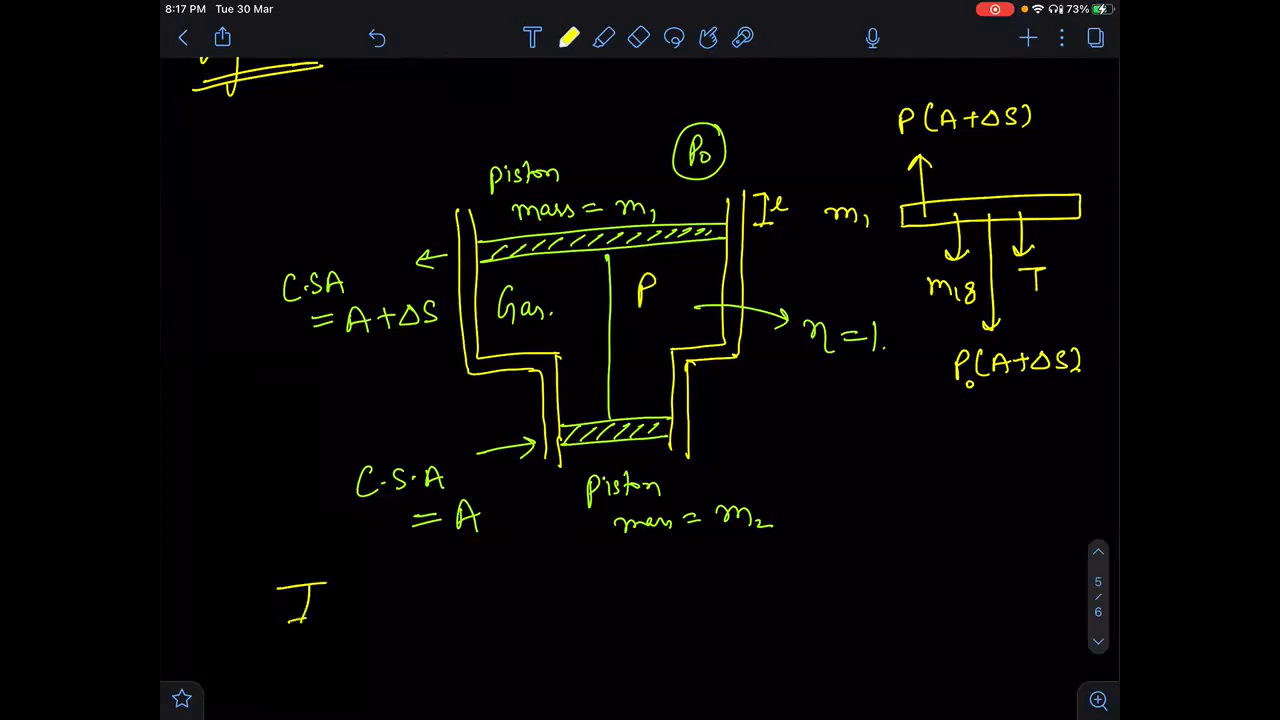 8:17 PM Tue 30 Mar
73%
T
P(A+ΔS)
P₀
piston
mass = m₁
l
m₁
C.SA
= A+ΔS
Gas.
P
m₁g
T
η=1.
P₀(A+ΔS)
C.S.A
= A
piston
mass = m₂
I
5
/
6